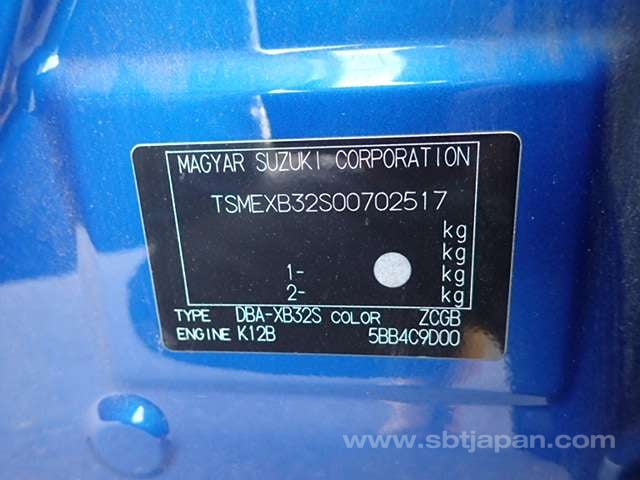 MAGYAR SUZUKI CORPORATION
TSMEXB32S00702517
kg
kg
1- kg
2- kg
TYPE DBA-XB32S COLOR ZCGB
ENGINE K12B 5BB4C9D00
www.sbtjapan.com